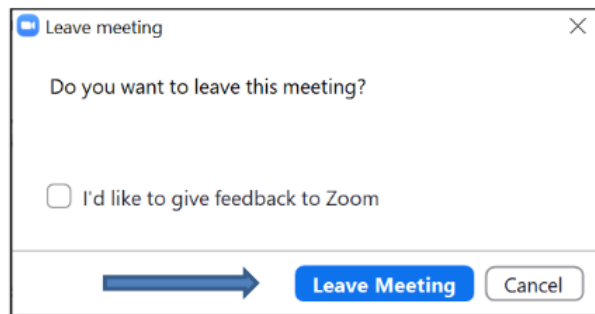 Leave meeting
Do you want to leave this meeting?
I'd like to give feedback to Zoom
Leave Meeting Cancel